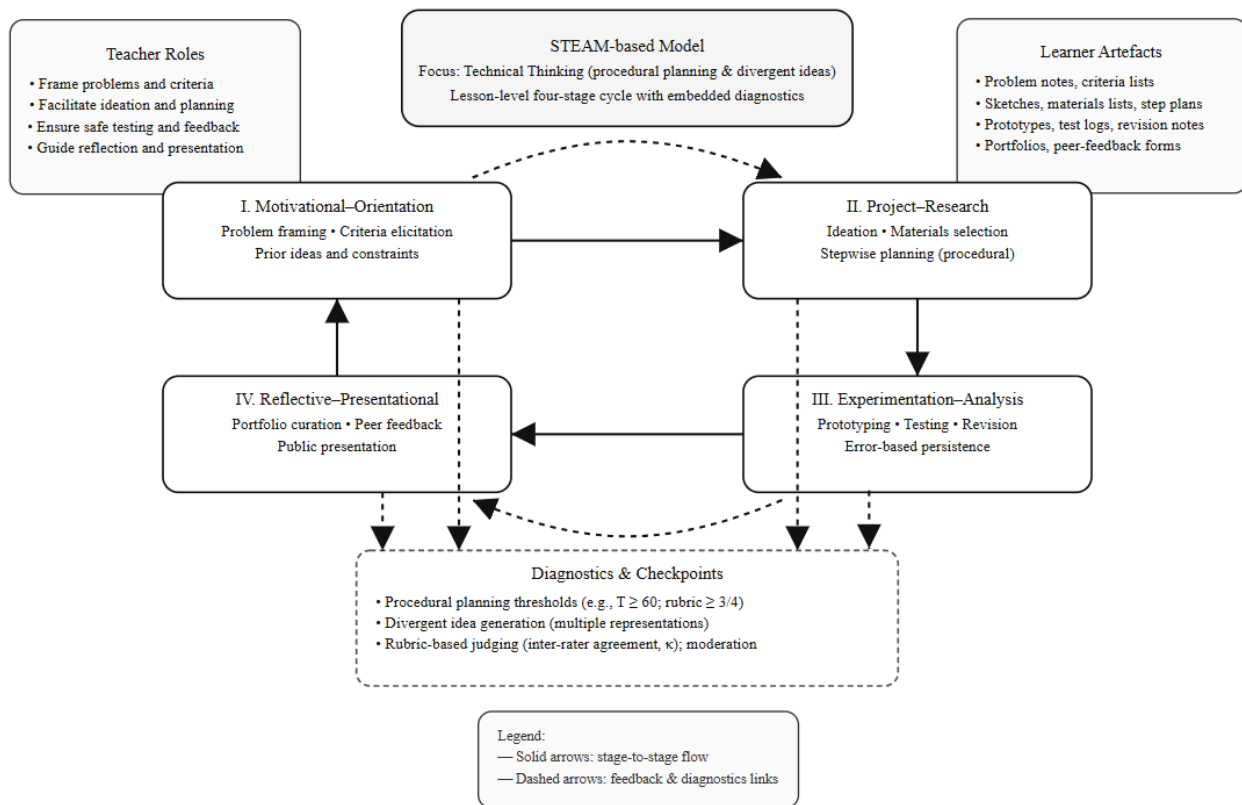 Teacher Roles
• Frame problems and criteria
• Facilitate ideation and planning
• Ensure safe testing and feedback
• Guide reflection and presentation
STEAM-based Model
Focus: Technical Thinking (procedural planning & divergent ideas)
Lesson-level four-stage cycle with embedded diagnostics
Learner Artefacts
• Problem notes, criteria lists
• Sketches, materials lists, step plans
• Prototypes, test logs, revision notes
• Portfolios, peer-feedback forms
I. Motivational–Orientation
Problem framing • Criteria elicitation
Prior ideas and constraints
II. Project–Research
Ideation • Materials selection
Stepwise planning (procedural)
IV. Reflective–Presentational
Portfolio curation • Peer feedback
Public presentation
III. Experimentation–Analysis
Prototyping • Testing • Revision
Error-based persistence
Diagnostics & Checkpoints
• Procedural planning thresholds (e.g., T ≥ 60; rubric ≥ 3/4)
• Divergent idea generation (multiple representations)
• Rubric-based judging (inter-rater agreement, κ); moderation
Legend:
— Solid arrows: stage-to-stage flow
— Dashed arrows: feedback & diagnostics links